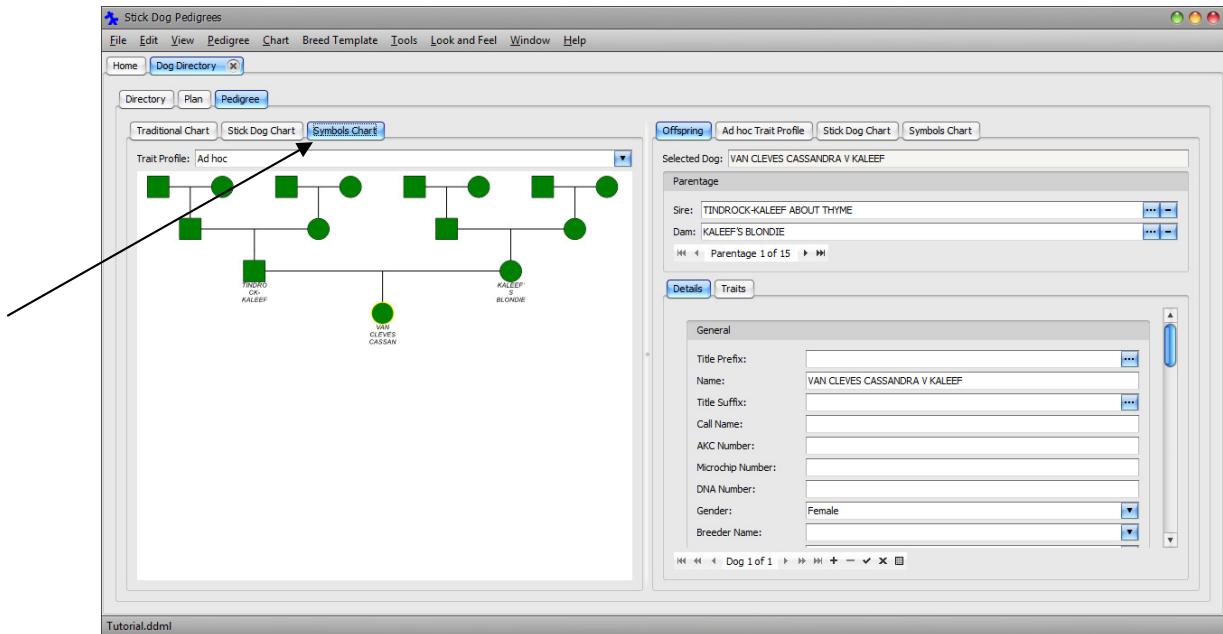 Stick Dog Pedigrees
File Edit View Pedigree Chart Breed Template Tools Look and Feel Window Help
Home Dog Directory
Directory Plan Pedigree
Traditional Chart Stick Dog Chart Symbols Chart
Trait Profile: Ad hoc
TINDRO
CK-
KALEEF
KALEEF'
S
BLONDIE
VAN
CLEVES
CASSAN
Offspring Ad hoc Trait Profile Stick Dog Chart Symbols Chart
Selected Dog: VAN CLEVES CASSANDRA V KALEEF
Parentage
Sire: TINDROCK-KALEEF ABOUT THYME
Dam: KALEEF'S BLONDIE
Parentage 1 of 15
Details Traits
General
Title Prefix:
Name: VAN CLEVES CASSANDRA V KALEEF
Title Suffix:
Call Name:
AKC Number:
Microchip Number:
DNA Number:
Gender: Female
Breeder Name:
Dog 1 of 1
Tutorial.ddml